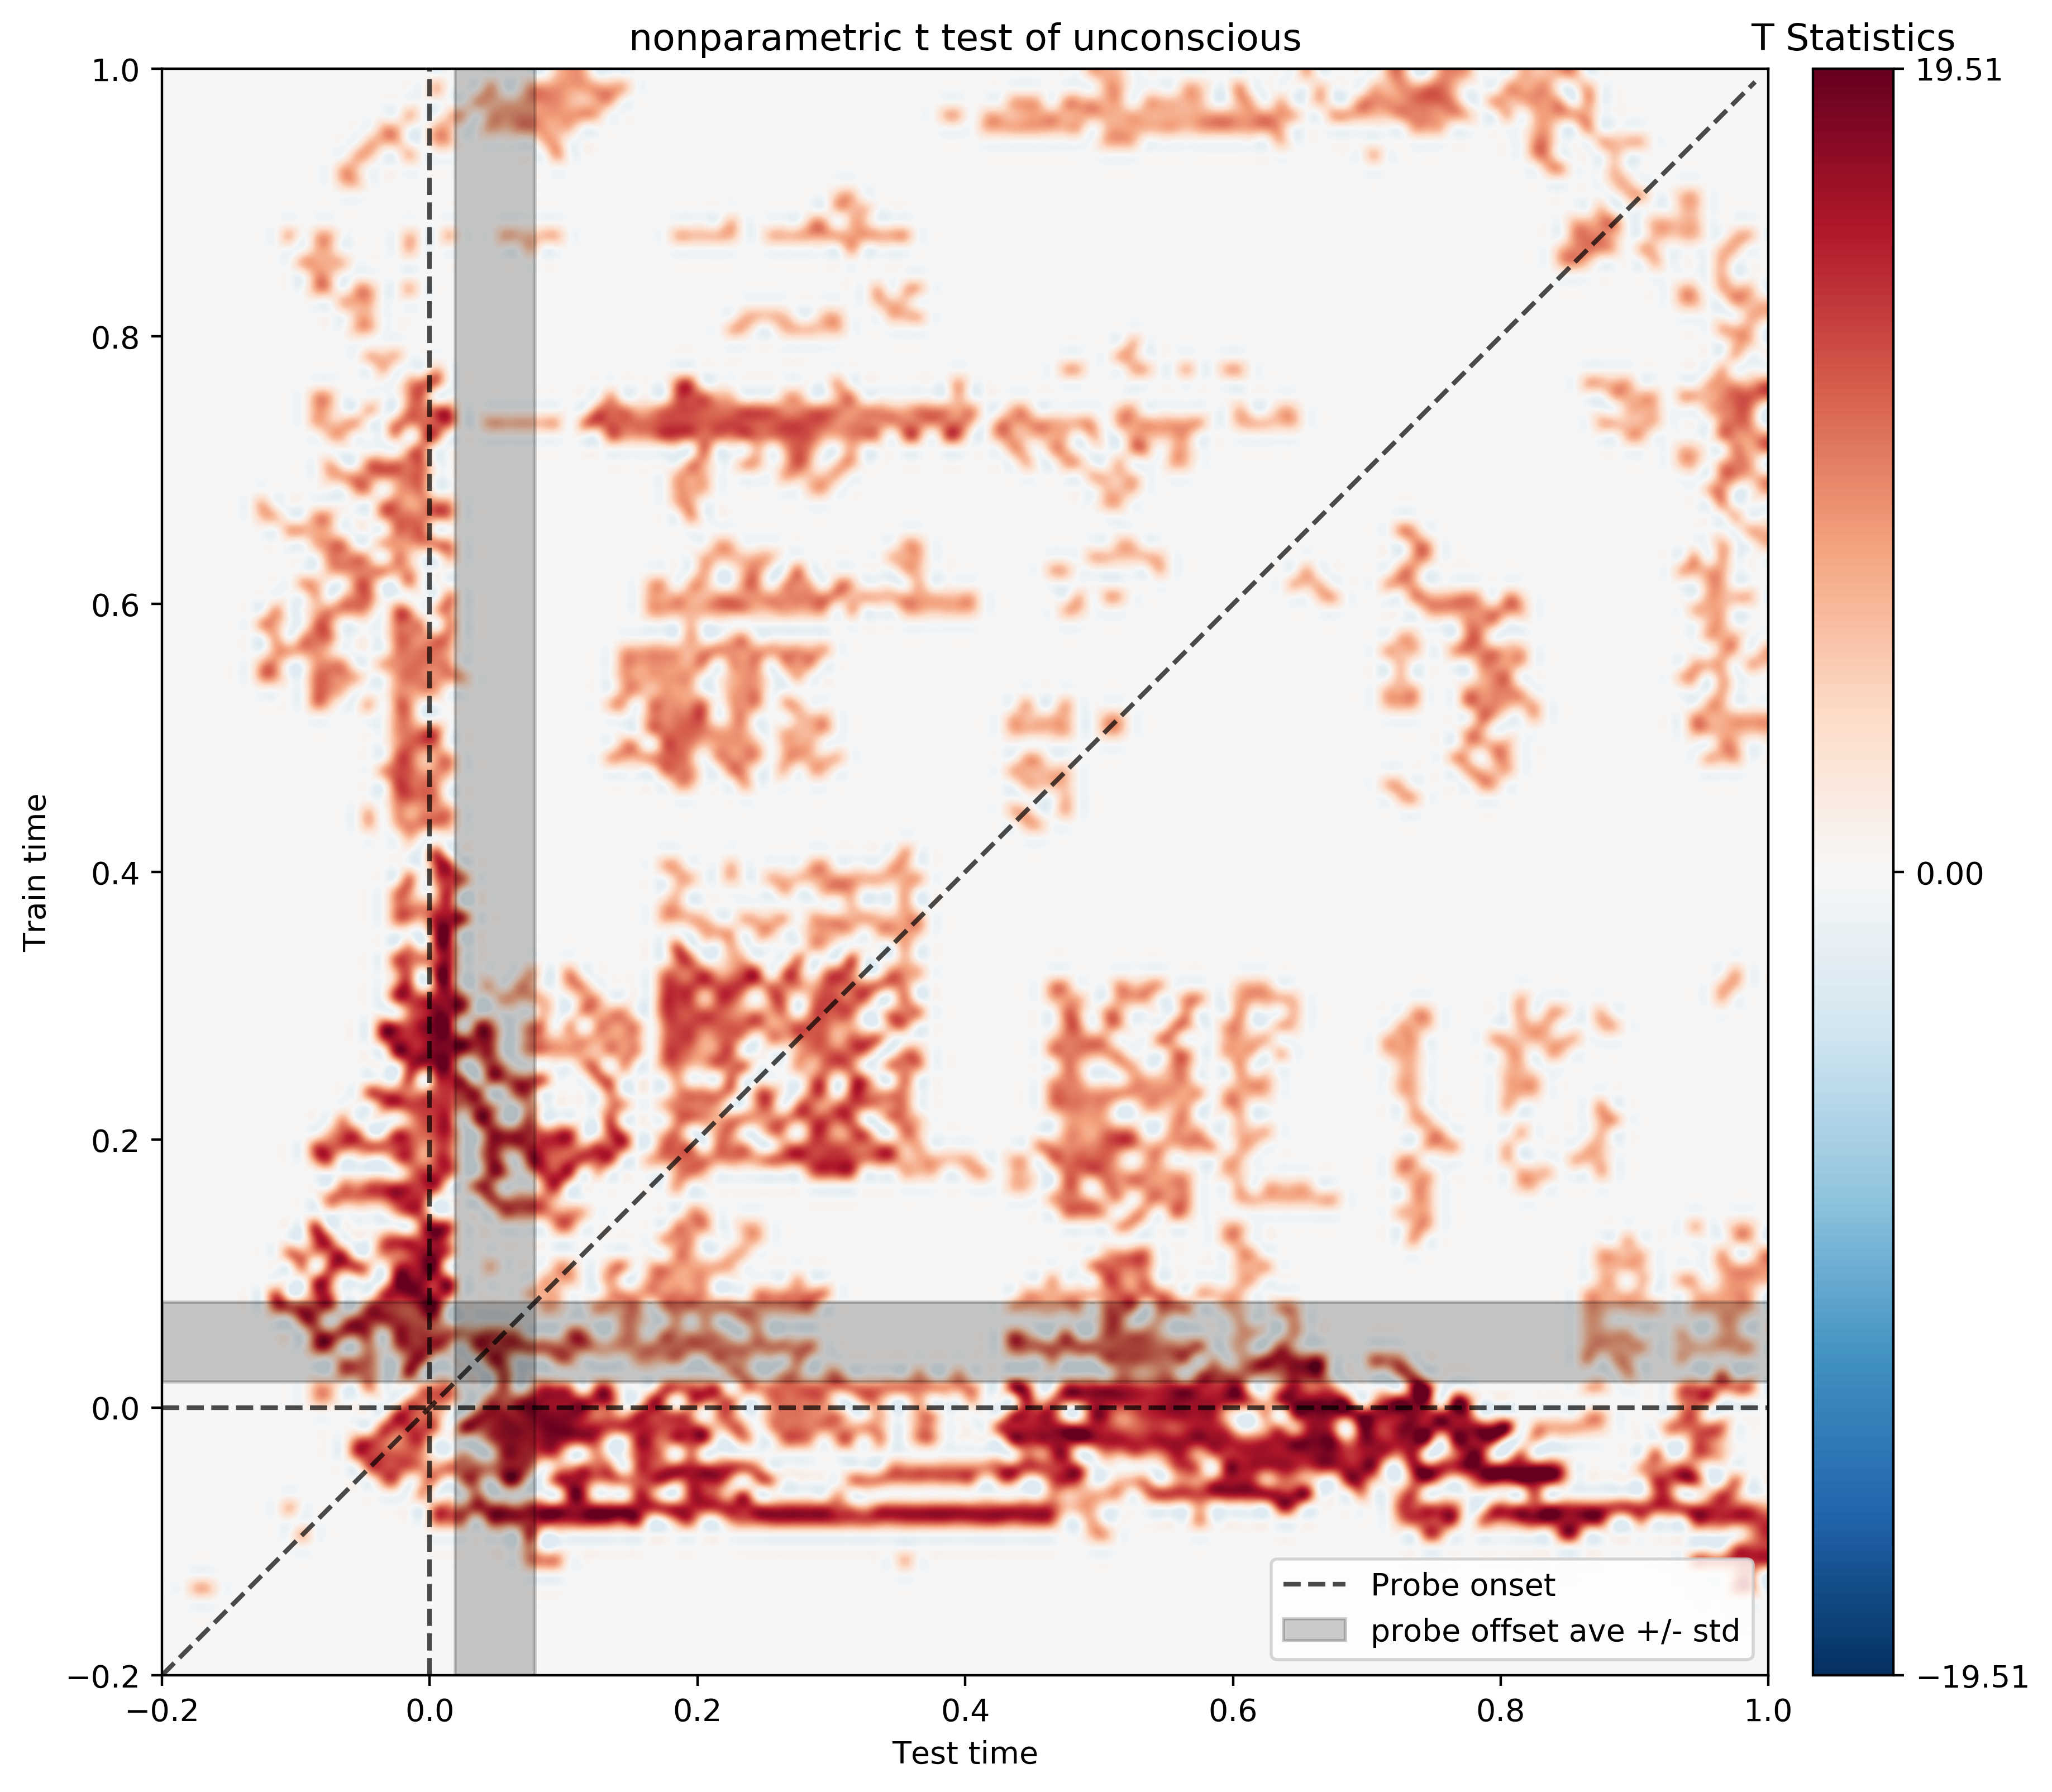 nonparametric t test of unconscious
T Statistics
19.51
0.00
−19.51
1.0
0.8
0.6
0.4
0.2
0.0
−0.2
Train time
−0.2
0.0
0.2
0.4
0.6
0.8
1.0
Test time
Probe onset
probe offset ave +/- std